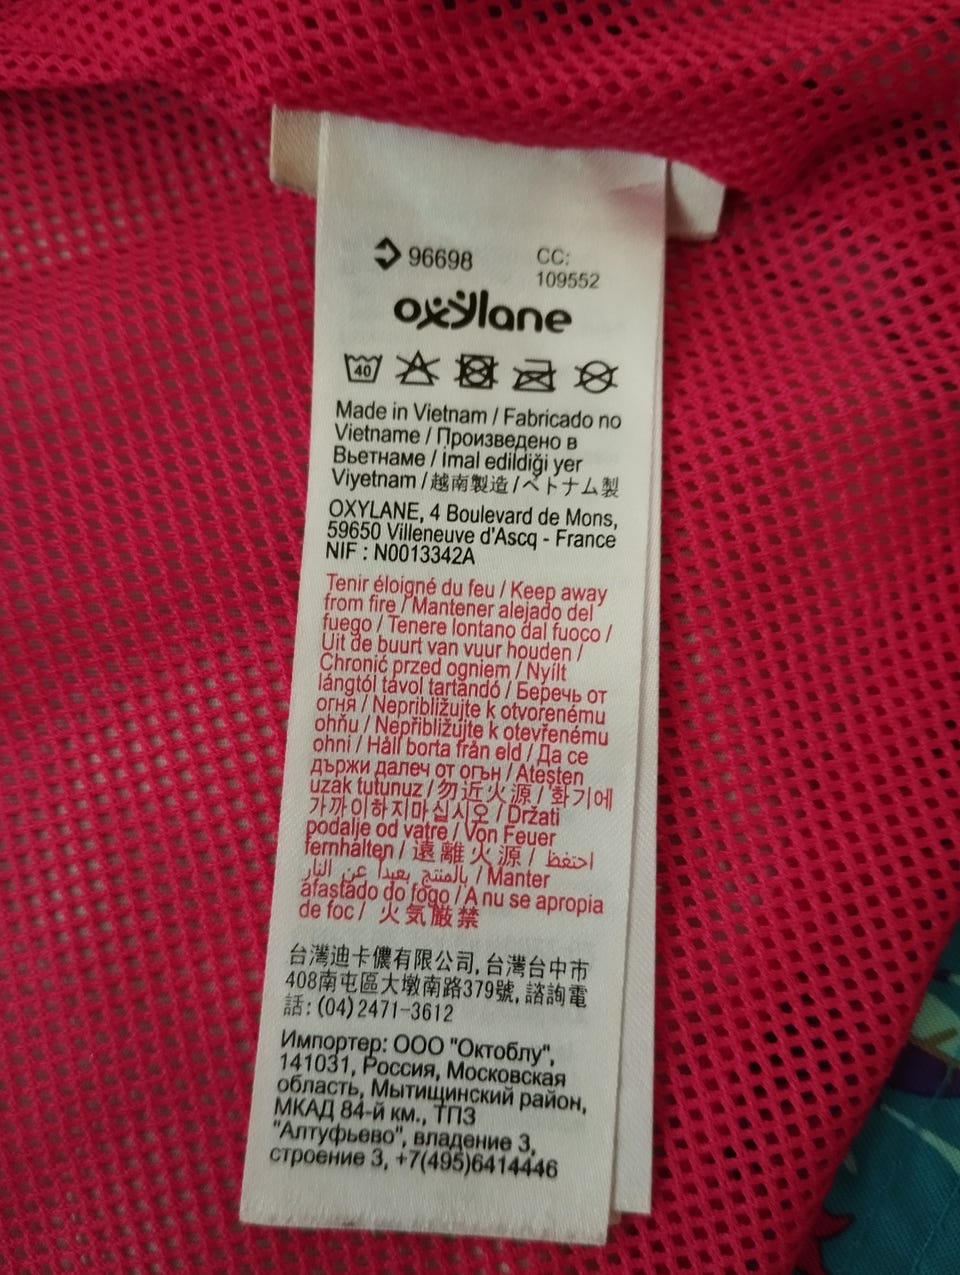 96698
CC:
109552
oxylane
40
Made in Vietnam / Fabricado no
Vietname / Произведено в
Вьетнаме / İmal edildiği yer
Viyetnam / 越南製造 / ベトナム製
OXYLANE, 4 Boulevard de Mons,
59650 Villeneuve d'Ascq - France
NIF : N0013342A
Tenir éloigné du feu / Keep away
from fire / Mantener alejado del
fuego / Tenere lontano dal fuoco /
Uit de buurt van vuur houden /
Chronić przed ogniem / Nyílt
lángtól távol tartandó / Беречь от
огня / Nepribližujte k otvorenému
ohňu / Nepřibližujte k otevřenému
ohni / Håll borta från eld / Да се
държи далеч от огън / Ateşten
uzak tutunuz / 勿近火源 / 화기에
가까이하지마십시오 / Držati
podalje od vatre / Von Feuer
fernhalten / 遠離火源 / احتفظ
بالمنتج بعيداً عن النار / Manter
afastado do fogo / A nu se apropia
de foc / 火気厳禁
台灣迪卡儂有限公司, 台灣台中市
408南屯區大墩南路379號, 諮詢電
話: (04) 2471-3612
Импортер: ООО "Октоблу",
141031, Россия, Московская
область, Мытищинский район,
МКАД 84-й км., ТПЗ
"Алтуфьево", владение 3,
строение 3, +7(495)6414446